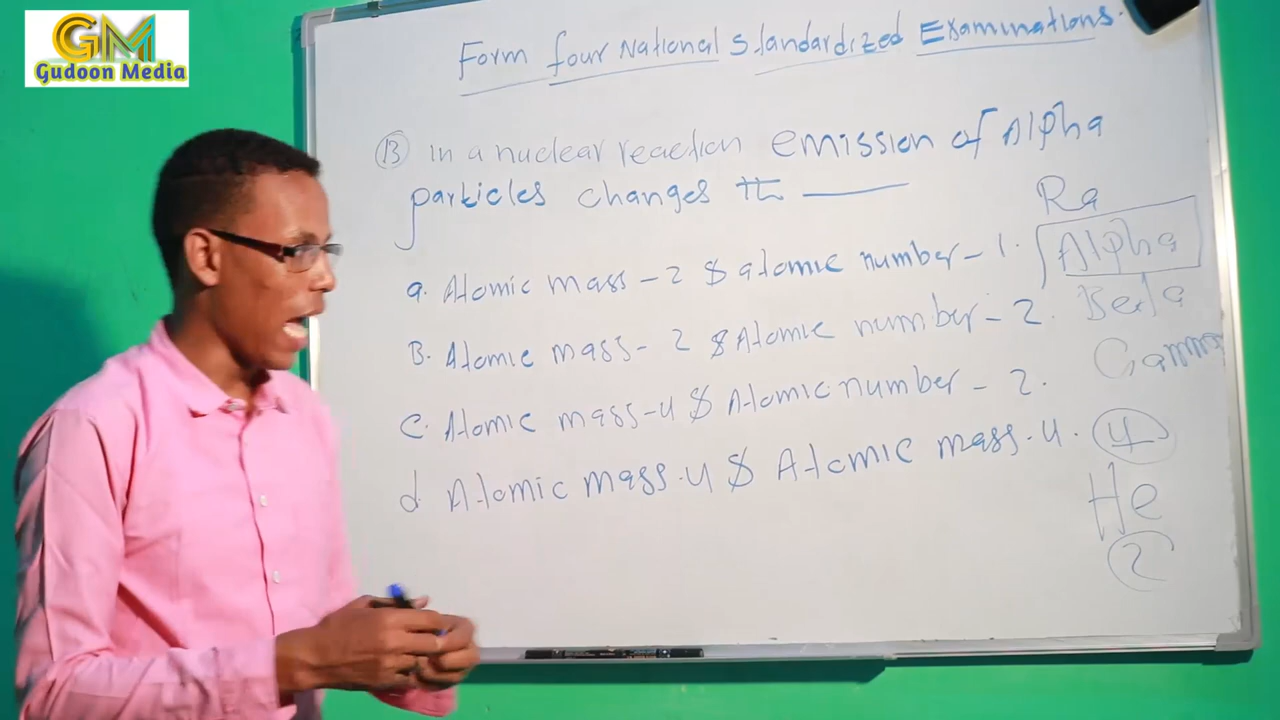 GM
Gudoon Media
Form four National Standardized Examinations.
13 in a nuclear reaction emission of Alpha
particles changes th ———
a. Atomic mass - 2 $ atomic number - 1.
B. Atomic mass - 2 $ Atomic number - 2.
c. Atomic mass - 4 $ Atomic number - 2.
d. Atomic mass. 4 $ Atomic mass. 4.
Ra
Alpha
Beta
Gamma
4
He
2